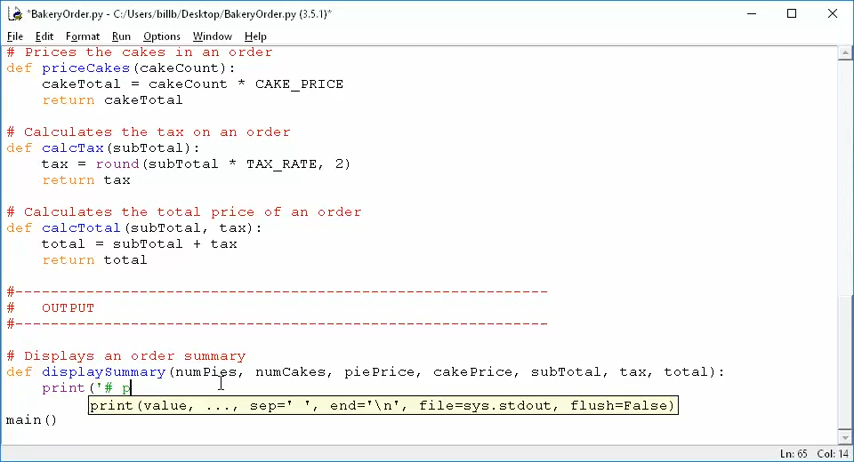 *BakeryOrder.py - C:/Users/billb/Desktop/BakeryOrder.py (3.5.1)*
File Edit Format Run Options Window Help
# Prices the cakes in an order
def priceCakes(cakeCount):
    cakeTotal = cakeCount * CAKE_PRICE
    return cakeTotal
# Calculates the tax on an order
def calcTax(subTotal):
    tax = round(subTotal * TAX_RATE, 2)
    return tax
# Calculates the total price of an order
def calcTotal(subTotal, tax):
    total = subTotal + tax
    return total
#------------------------------------------------------------
#   OUTPUT
#------------------------------------------------------------
# Displays an order summary
def displaySummary(numPies, numCakes, piePrice, cakePrice, subTotal, tax, total):
    print('# p
print(value, ..., sep=' ', end='\n', file=sys.stdout, flush=False)
main()
Ln: 65 Col: 14